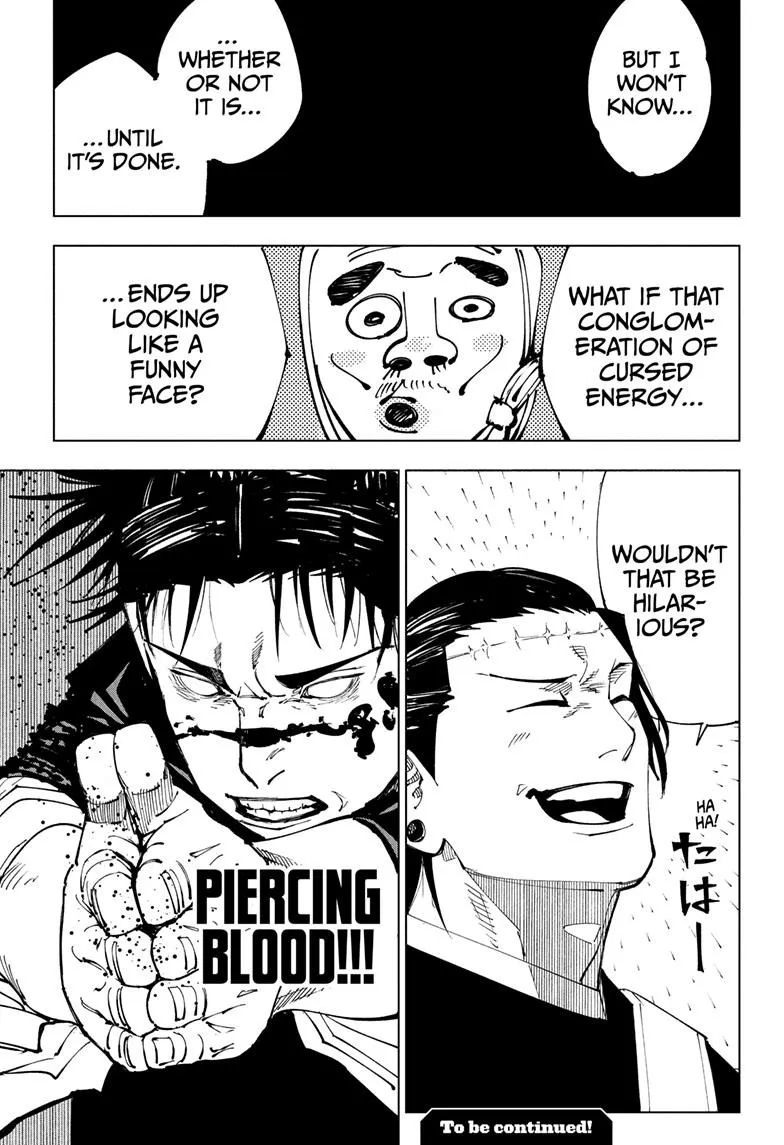 BUT I
WON'T
KNOW...
...
WHETHER
OR NOT
IT IS...
...UNTIL
IT'S DONE.
WHAT IF THAT
CONGLOM-
ERATION OF
CURSED
ENERGY...
...ENDS UP
LOOKING
LIKE A
FUNNY
FACE?
WOULDN'T
THAT BE
HILAR-
IOUS?
HA
HA!
たはー
PIERCING
BLOOD!!!
To be continued!